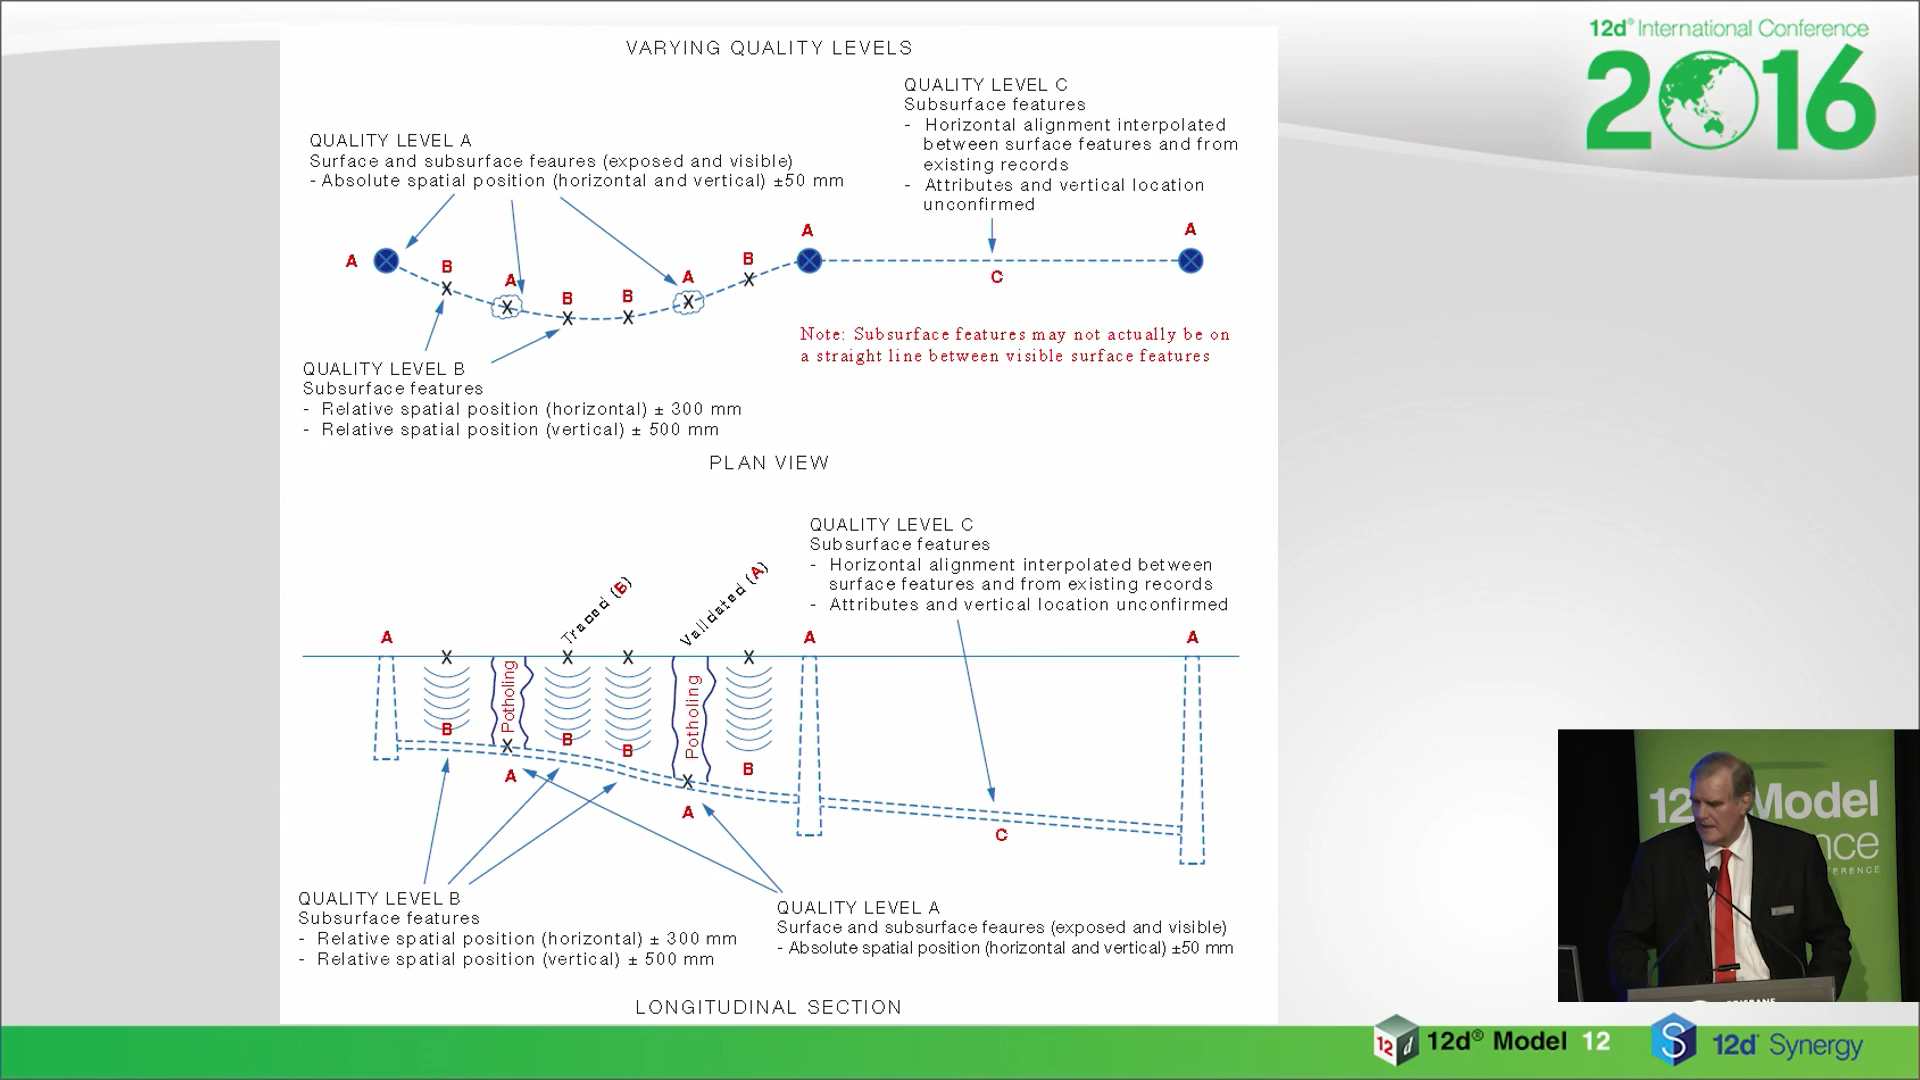 12d® International Conference
2016
VARYING QUALITY LEVELS
QUALITY LEVEL C
Subsurface features
- Horizontal alignment interpolated
between surface features and from
existing records
- Attributes and vertical location
unconfirmed
QUALITY LEVEL A
Surface and subsurface feaures (exposed and visible)
- Absolute spatial position (horizontal and vertical) ±50 mm
A
B
A
B
B
A
B
A
C
A
Note: Subsurface features may not actually be on
a straight line between visible surface features
QUALITY LEVEL B
Subsurface features
- Relative spatial position (horizontal) ± 300 mm
- Relative spatial position (vertical) ± 500 mm
PLAN VIEW
QUALITY LEVEL C
Subsurface features
- Horizontal alignment interpolated between
surface features and from existing records
- Attributes and vertical location unconfirmed
Traced (B)
Validated (A)
A
A
A
Potholing
Potholing
B
B
B
B
A
A
C
QUALITY LEVEL B
Subsurface features
- Relative spatial position (horizontal) ± 300 mm
- Relative spatial position (vertical) ± 500 mm
QUALITY LEVEL A
Surface and subsurface feaures (exposed and visible)
- Absolute spatial position (horizontal and vertical) ±50 mm
LONGITUDINAL SECTION
12d® Model 12
12d® Synergy